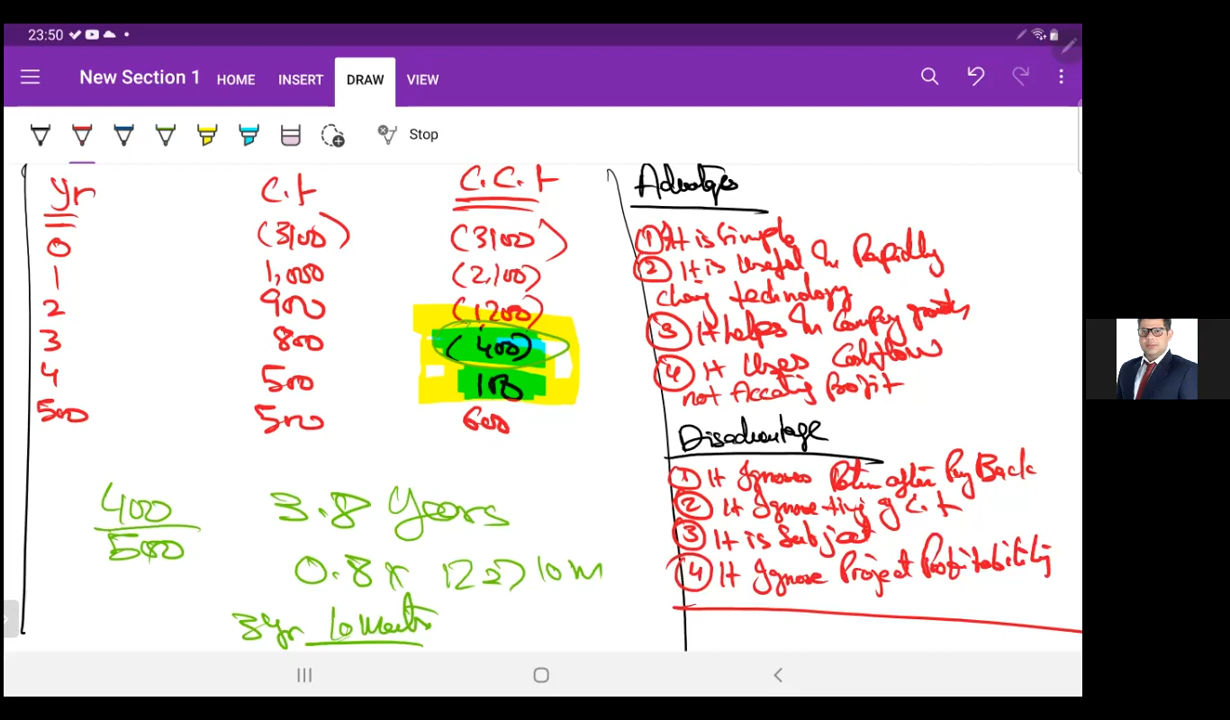 23:50
New Section 1 HOME INSERT DRAW VIEW
Stop
Yr C.f C.C.f
0 (3100) (3100)
1 1,000 (2,100)
2 900 (1200)
3 800 (400)
4 500 100
500 500 600
400
500
3.8 Years
0.8 x 12 => 10 m
3 yr 10 months
Advatges
① It is Simple
② It is Useful In Rapidly
technology
③ It helps In Company growth
④ It Uses Cashflow
not Accounting Profit
Disadvantage
① It Ignores Return after Pay Back
② It Ignore of C.f
③ It is Subject
④ It Ignore Project Profitability